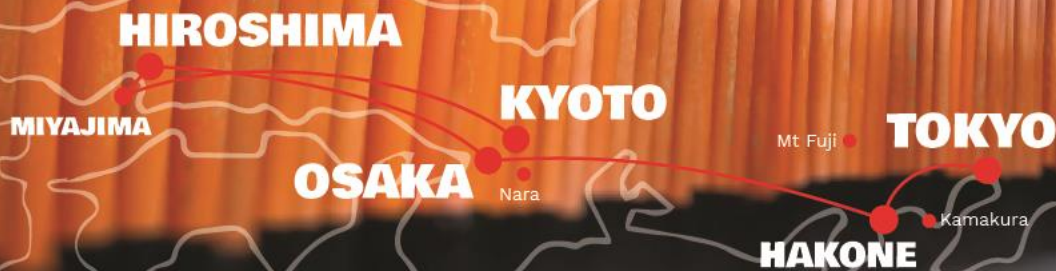 HIROSHIMA
MIYAJIMA
KYOTO
OSAKA
Nara
Mt Fuji
TOKYO
Kamakura
HAKONE